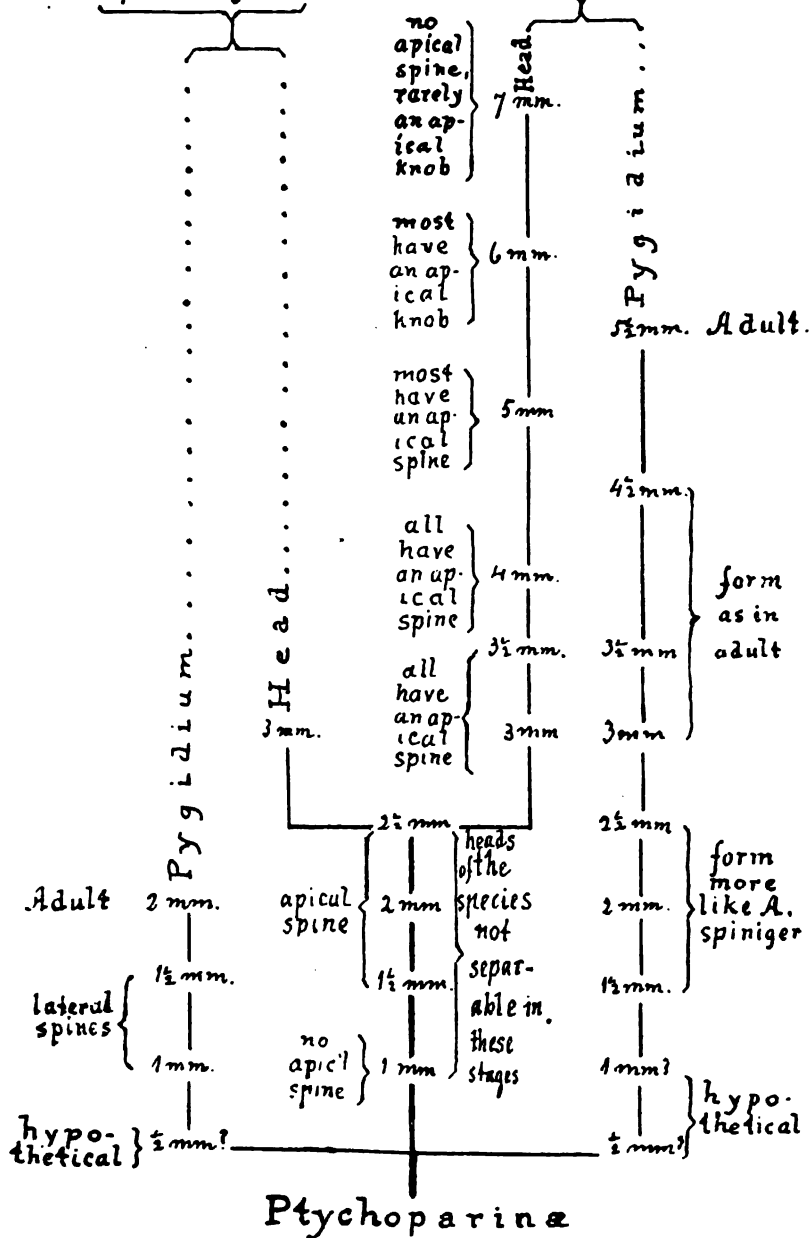 no
apical
spine,
rarely
an ap-
ical
knob
Head
7 mm.
most
have
an ap-
ical
knob
6 mm.
Pygidium
5½ mm. Adult.
most
have
an ap-
ical
spine
5 mm
4½ mm.
all
have
an ap-
ical
spine
4 mm.
form
as in
adult
3½ mm.
3½ mm
all
have
an ap-
ical
spine
3 mm
3 mm
Head
3 mm.
Pygidium
2½ mm
2½ mm
heads
of the
species
not
separ-
able in
these
stages
apical
spine
2 mm
1½ mm.
form
more
like A.
spiniger
2 mm.
1½ mm.
Adult 2 mm.
1½ mm.
lateral
spines
1 mm.
no
apic'l
spine
1 mm
1 mm?
hypo-
thetical
½ mm?
hypo-
thetical
½ mm?
Ptychoparinæ